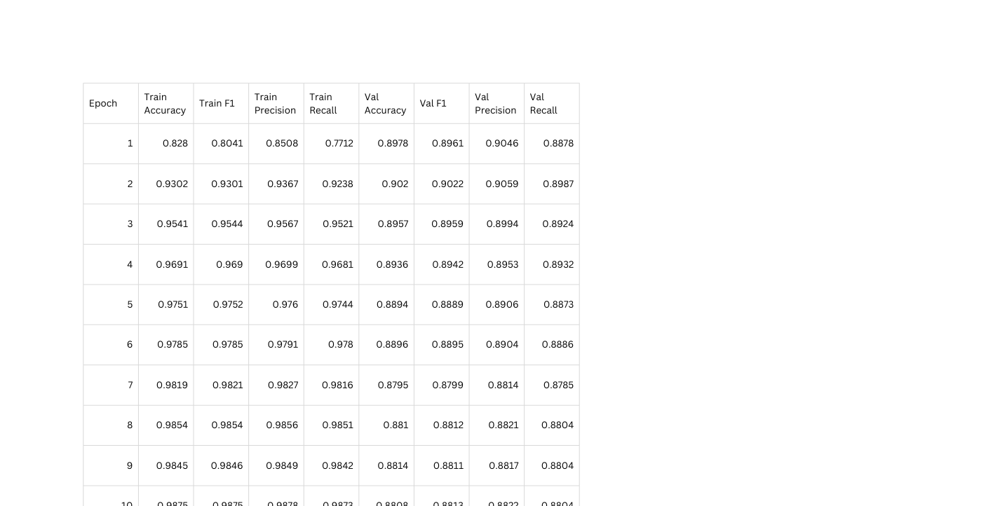 Epoch Train Accuracy Train F1 Train Precision Train Recall Val Accuracy Val F1 Val Precision Val Recall
1 0.828 0.8041 0.8508 0.7712 0.8978 0.8961 0.9046 0.8878
2 0.9302 0.9301 0.9367 0.9238 0.902 0.9022 0.9059 0.8987
3 0.9541 0.9544 0.9567 0.9521 0.8957 0.8959 0.8994 0.8924
4 0.9691 0.969 0.9699 0.9681 0.8936 0.8942 0.8953 0.8932
5 0.9751 0.9752 0.976 0.9744 0.8894 0.8889 0.8906 0.8873
6 0.9785 0.9785 0.9791 0.978 0.8896 0.8895 0.8904 0.8886
7 0.9819 0.9821 0.9827 0.9816 0.8795 0.8799 0.8814 0.8785
8 0.9854 0.9854 0.9856 0.9851 0.881 0.8812 0.8821 0.8804
9 0.9845 0.9846 0.9849 0.9842 0.8814 0.8811 0.8817 0.8804
10 0.9875 0.9875 0.9878 0.9873 0.8808 0.8813 0.8822 0.8804